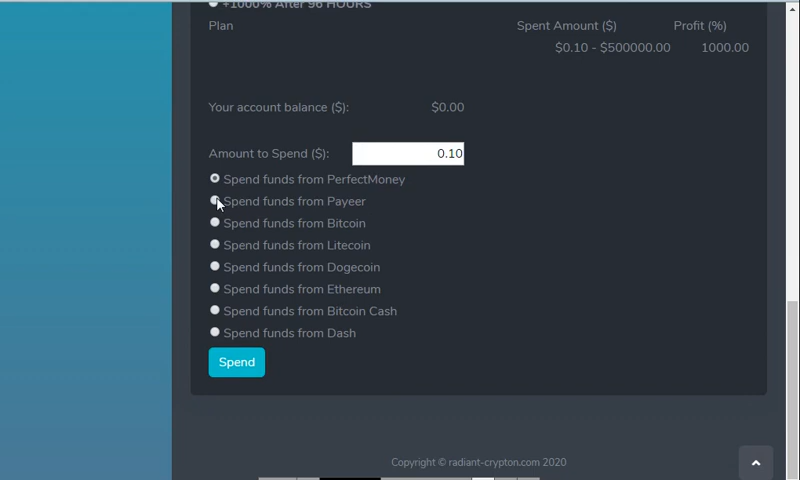 +1000% After 96 HOURS
Plan Spent Amount ($) Profit (%)
$0.10 - $500000.00 1000.00
Your account balance ($): $0.00
Amount to Spend ($): 0.10
Spend funds from PerfectMoney
Spend funds from Payeer
Spend funds from Bitcoin
Spend funds from Litecoin
Spend funds from Dogecoin
Spend funds from Ethereum
Spend funds from Bitcoin Cash
Spend funds from Dash
Spend
Copyright © radiant-crypton.com 2020